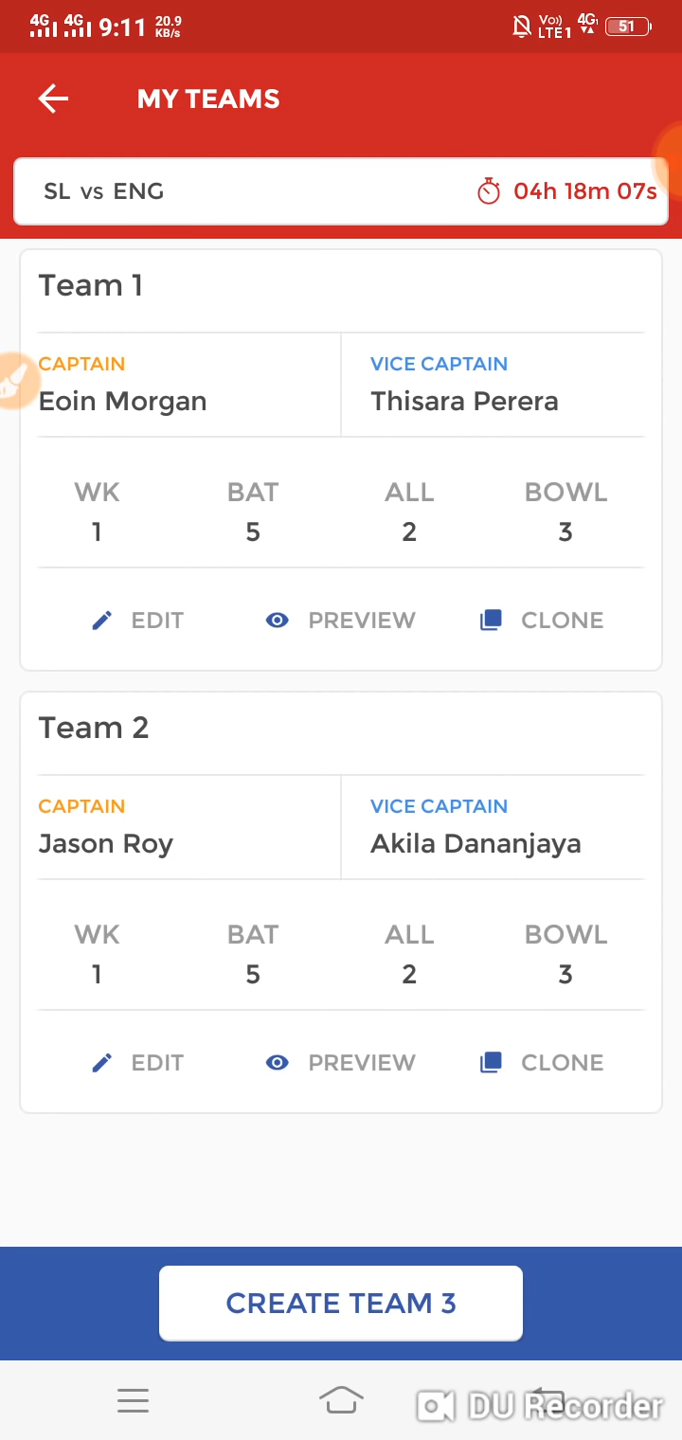 4G 4G 9:11 20.9 KB/s Vo)) LTE1 4G 51
MY TEAMS
SL vs ENG 04h 18m 07s
Team 1
CAPTAIN VICE CAPTAIN
Eoin Morgan Thisara Perera
WK BAT ALL BOWL
1 5 2 3
EDIT PREVIEW CLONE
Team 2
CAPTAIN VICE CAPTAIN
Jason Roy Akila Dananjaya
WK BAT ALL BOWL
1 5 2 3
EDIT PREVIEW CLONE
CREATE TEAM 3
DU Recorder